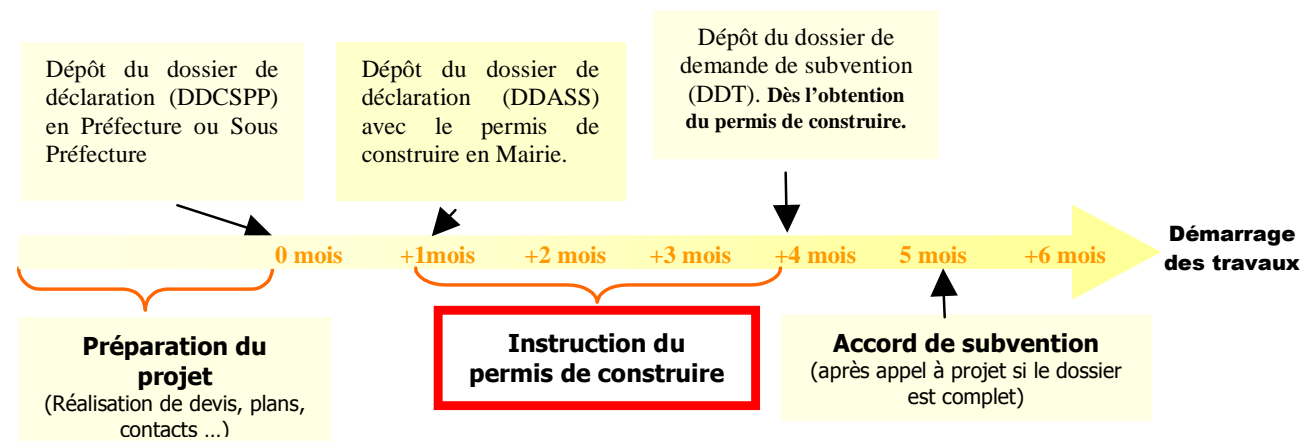 Dépôt du dossier de
déclaration (DDCSPP)
en Préfecture ou Sous
Préfecture
Dépôt du dossier de
déclaration (DDASS)
avec le permis de
construire en Mairie.
Dépôt du dossier de
demande de subvention
(DDT). Dès l'obtention
du permis de construire.
0 mois +1mois +2 mois +3 mois +4 mois 5 mois +6 mois
Démarrage
des travaux
Préparation du
projet
(Réalisation de devis, plans,
contacts ...)
Instruction du
permis de construire
Accord de subvention
(après appel à projet si le dossier
est complet)